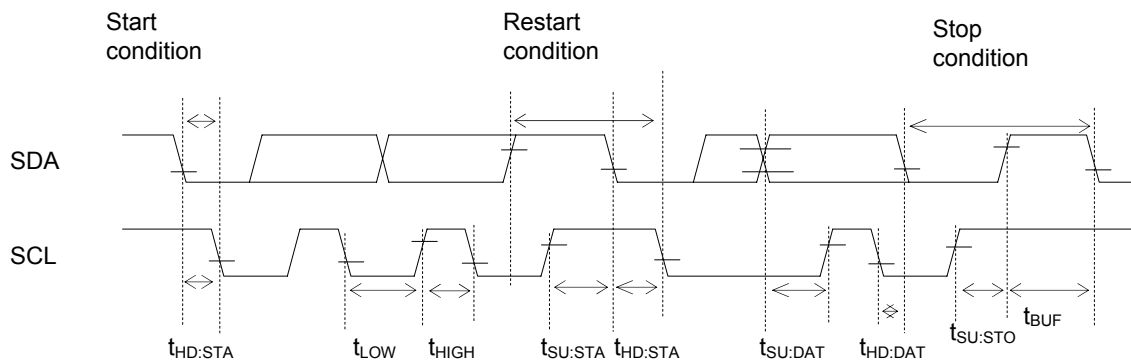 Start
condition
Restart
condition
Stop
condition
SDA
SCL
tHD:STA
tLOW
tHIGH
tSU:STA
tHD:STA
tSU:DAT
tHD:DAT
tSU:STO
tBUF